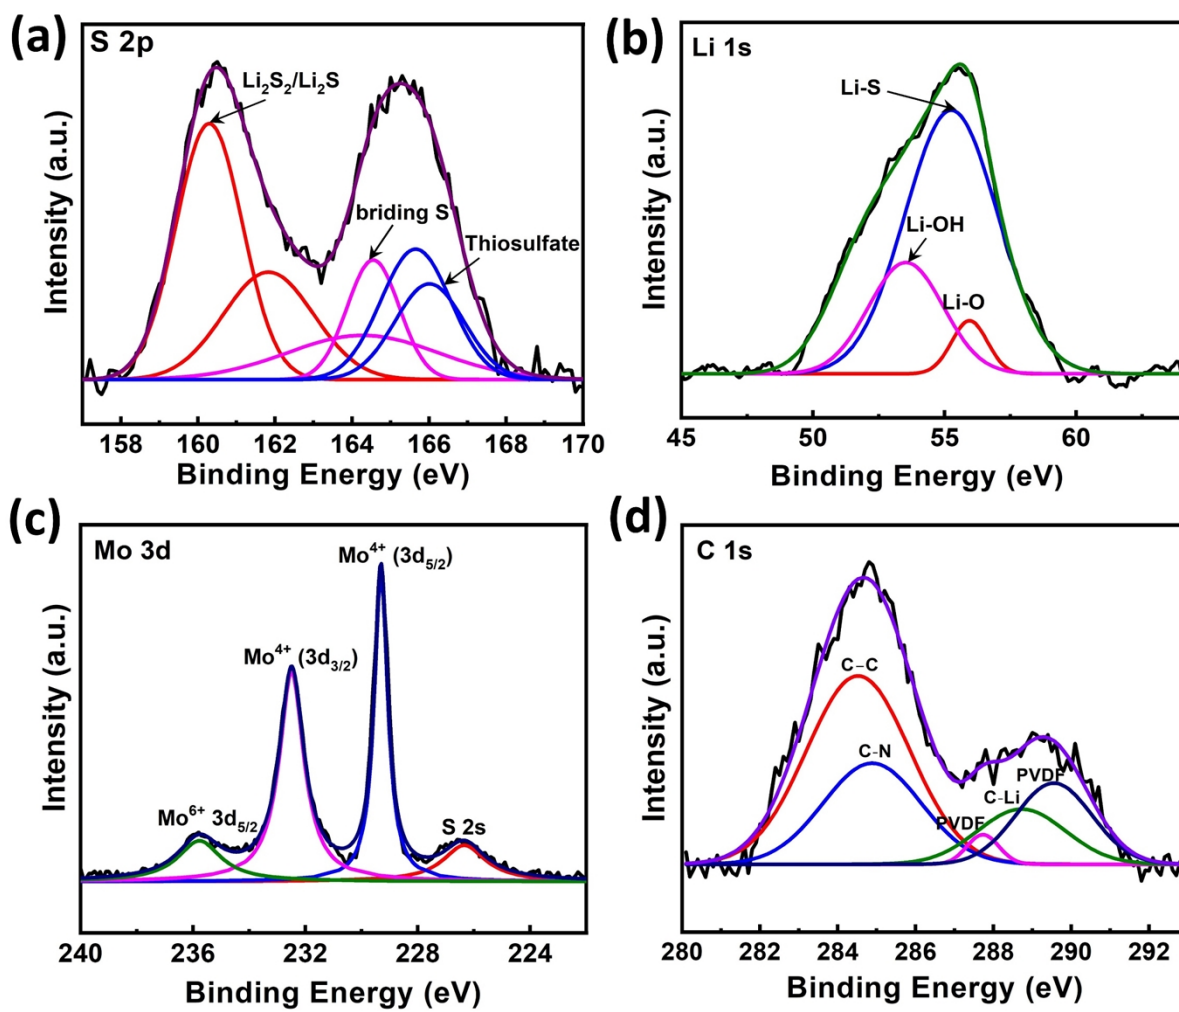 (a)
S 2p
Li₂S₂/Li₂S
briding S
Thiosulfate
Intensity (a.u.)
158 160 162 164 166 168 170
Binding Energy (eV)
(b)
Li 1s
Li-S
Li-OH
Li-O
Intensity (a.u.)
45 50 55 60
Binding Energy (eV)
(c)
Mo 3d
Mo⁴⁺ (3d₅/₂)
Mo⁴⁺ (3d₃/₂)
Mo⁶⁺ 3d₅/₂
S 2s
Intensity (a.u.)
240 236 232 228 224
Binding Energy (eV)
(d)
C 1s
C–C
C-N
PVDF
C-Li
PVDF
Intensity (a.u.)
280 282 284 286 288 290 292
Binding Energy (eV)